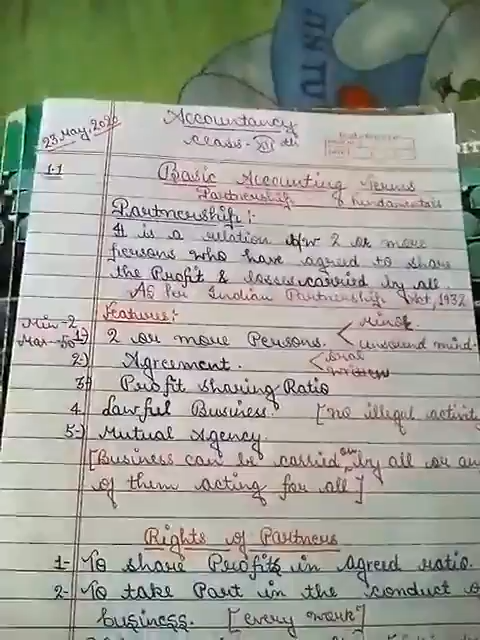 23 May, 2020
Accountancy
Class - XI th
1.1
Basic Accounting Terms
Partnership & fundamentals
Partnership :
It is a relation b/w 2 or more
persons who have agreed to share
the Profit & losses carried by all.
As Per Indian Partnership Act, 1932
Features:
Min-2
Max-50
1) 2 or more Persons. < minor
unsound mind
2) Agreement. < oral
written
3) Profit Sharing Ratio
4. Lawful Business. [no illegal activity
5-) Mutual Agency.
[Business can be carried on by all or an
of them acting for all]
Rights of Partners
1- To share Profits in agreed ratio.
2- To take Part in the conduct o
business. [every work]